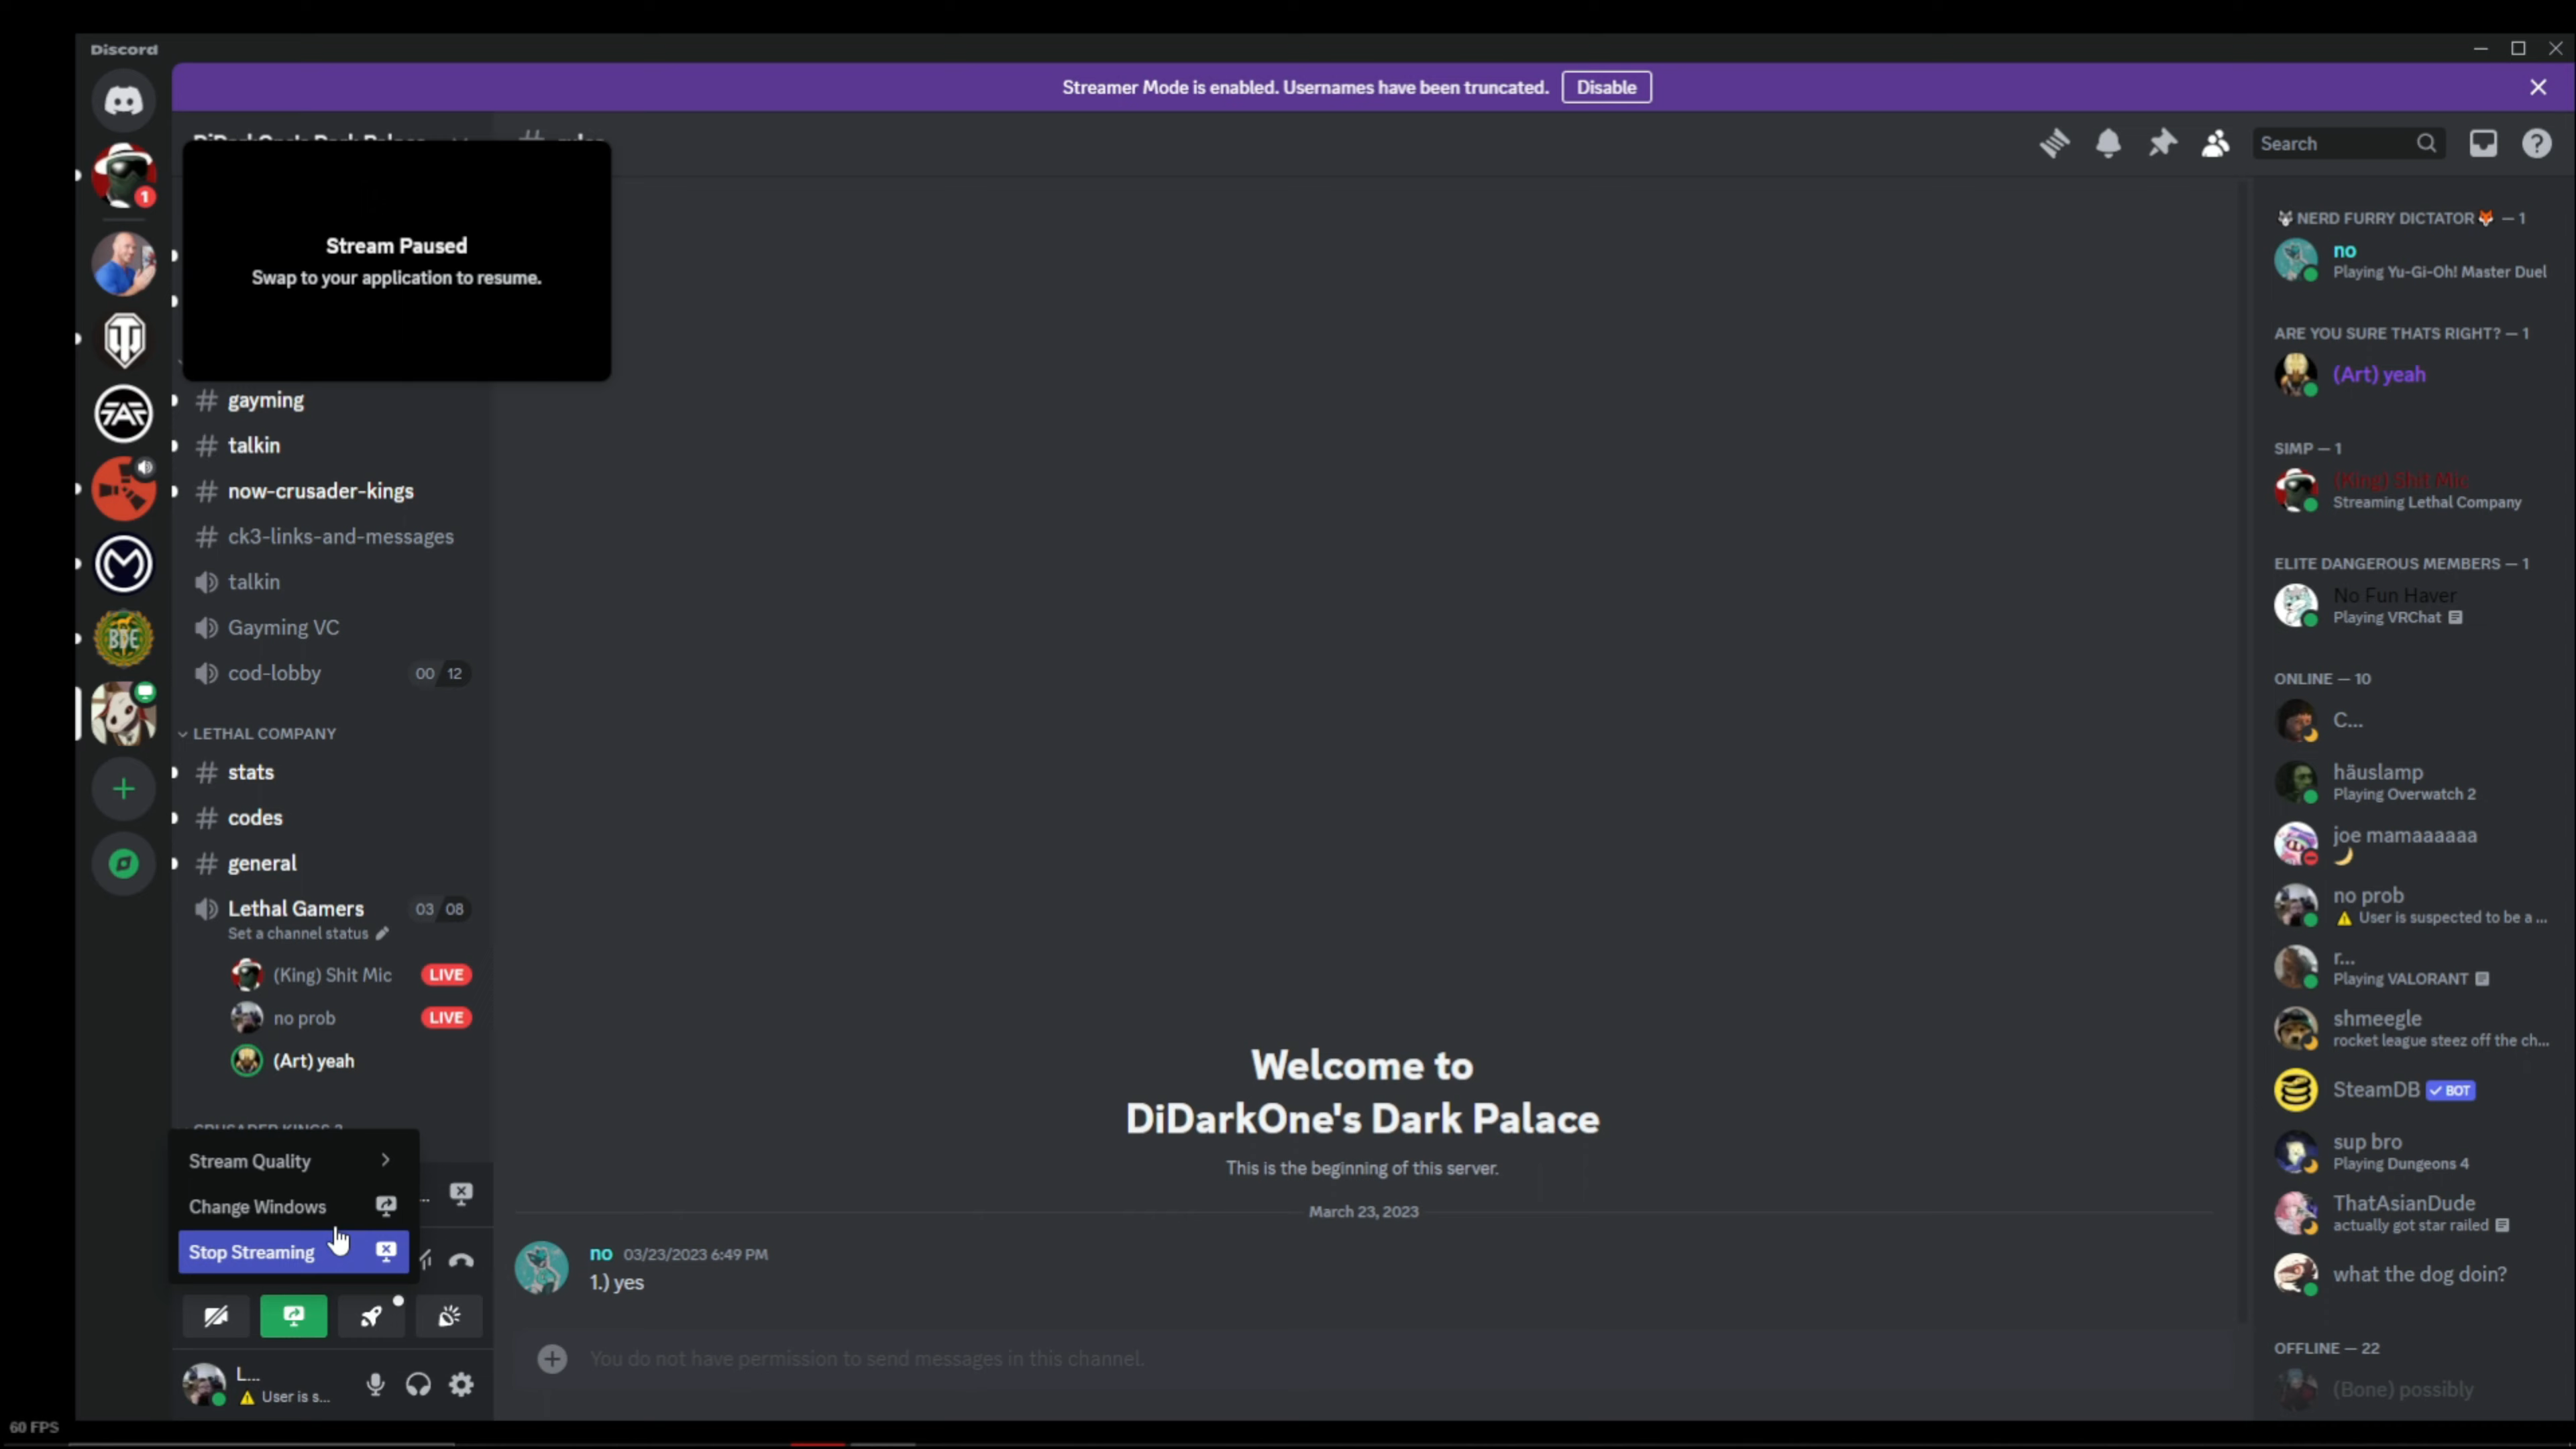 Discord
Streamer Mode is enabled. Usernames have been truncated. Disable
1
Stream Paused
Swap to your application to resume.
gayming
talkin
now-crusader-kings
ck3-links-and-messages
talkin
Gayming VC
cod-lobby 00 12
LETHAL COMPANY
stats
codes
general
Lethal Gamers 03 08
Set a channel status
(King) Shit Mic LIVE
no prob LIVE
(Art) yeah
Stream Quality
Change Windows
Stop Streaming
L...
User is s...
60 FPS
Welcome to
DiDarkOne's Dark Palace
This is the beginning of this server.
March 23, 2023
no 03/23/2023 6:49 PM
1.) yes
You do not have permission to send messages in this channel.
Search
NERD FURRY DICTATOR — 1
no
Playing Yu-Gi-Oh! Master Duel
ARE YOU SURE THATS RIGHT? — 1
(Art) yeah
SIMP — 1
(King) Shit Mic
Streaming Lethal Company
ELITE DANGEROUS MEMBERS — 1
No Fun Haver
Playing VRChat
ONLINE — 10
C...
häuslamp
Playing Overwatch 2
joe mamaaaaaa
no prob
User is suspected to be a ...
r...
Playing VALORANT
shmeegle
rocket league steez off the ch...
SteamDB BOT
sup bro
Playing Dungeons 4
ThatAsianDude
actually got star railed
what the dog doin?
OFFLINE — 22
(Bone) possibly